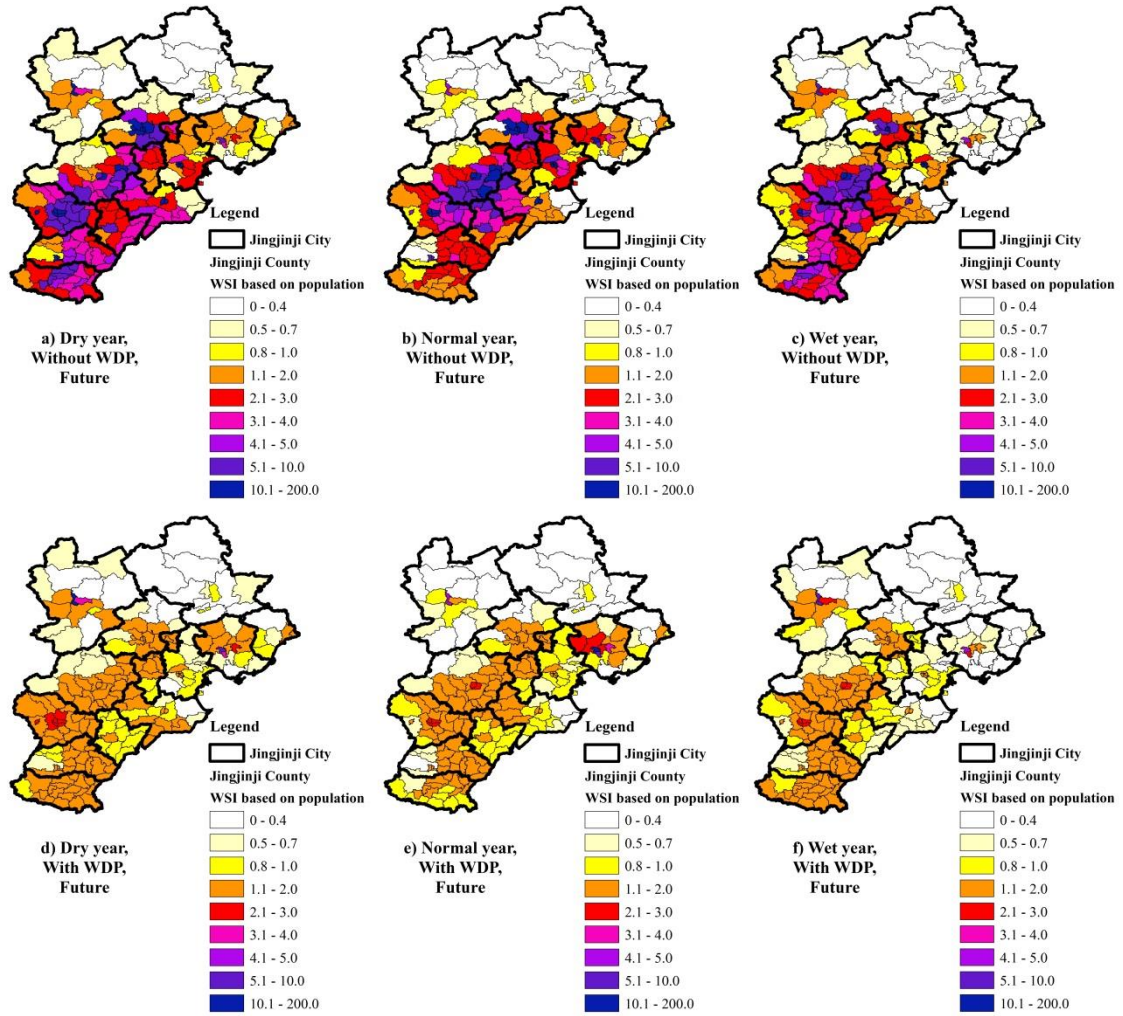 Legend
Jingjinji City
Jingjinji County
WSI based on population
0 - 0.4
0.5 - 0.7
0.8 - 1.0
1.1 - 2.0
2.1 - 3.0
3.1 - 4.0
4.1 - 5.0
5.1 - 10.0
10.1 - 200.0
a) Dry year,
Without WDP,
Future
Legend
Jingjinji City
Jingjinji County
WSI based on population
0 - 0.4
0.5 - 0.7
0.8 - 1.0
1.1 - 2.0
2.1 - 3.0
3.1 - 4.0
4.1 - 5.0
5.1 - 10.0
10.1 - 200.0
b) Normal year,
Without WDP,
Future
Legend
Jingjinji City
Jingjinji County
WSI based on population
0 - 0.4
0.5 - 0.7
0.8 - 1.0
1.1 - 2.0
2.1 - 3.0
3.1 - 4.0
4.1 - 5.0
5.1 - 10.0
10.1 - 200.0
c) Wet year,
Without WDP,
Future
Legend
Jingjinji City
Jingjinji County
WSI based on population
0 - 0.4
0.5 - 0.7
0.8 - 1.0
1.1 - 2.0
2.1 - 3.0
3.1 - 4.0
4.1 - 5.0
5.1 - 10.0
10.1 - 200.0
d) Dry year,
With WDP,
Future
Legend
Jingjinji City
Jingjinji County
WSI based on population
0 - 0.4
0.5 - 0.7
0.8 - 1.0
1.1 - 2.0
2.1 - 3.0
3.1 - 4.0
4.1 - 5.0
5.1 - 10.0
10.1 - 200.0
e) Normal year,
With WDP,
Future
Legend
Jingjinji City
Jingjinji County
WSI based on population
0 - 0.4
0.5 - 0.7
0.8 - 1.0
1.1 - 2.0
2.1 - 3.0
3.1 - 4.0
4.1 - 5.0
5.1 - 10.0
10.1 - 200.0
f) Wet year,
With WDP,
Future